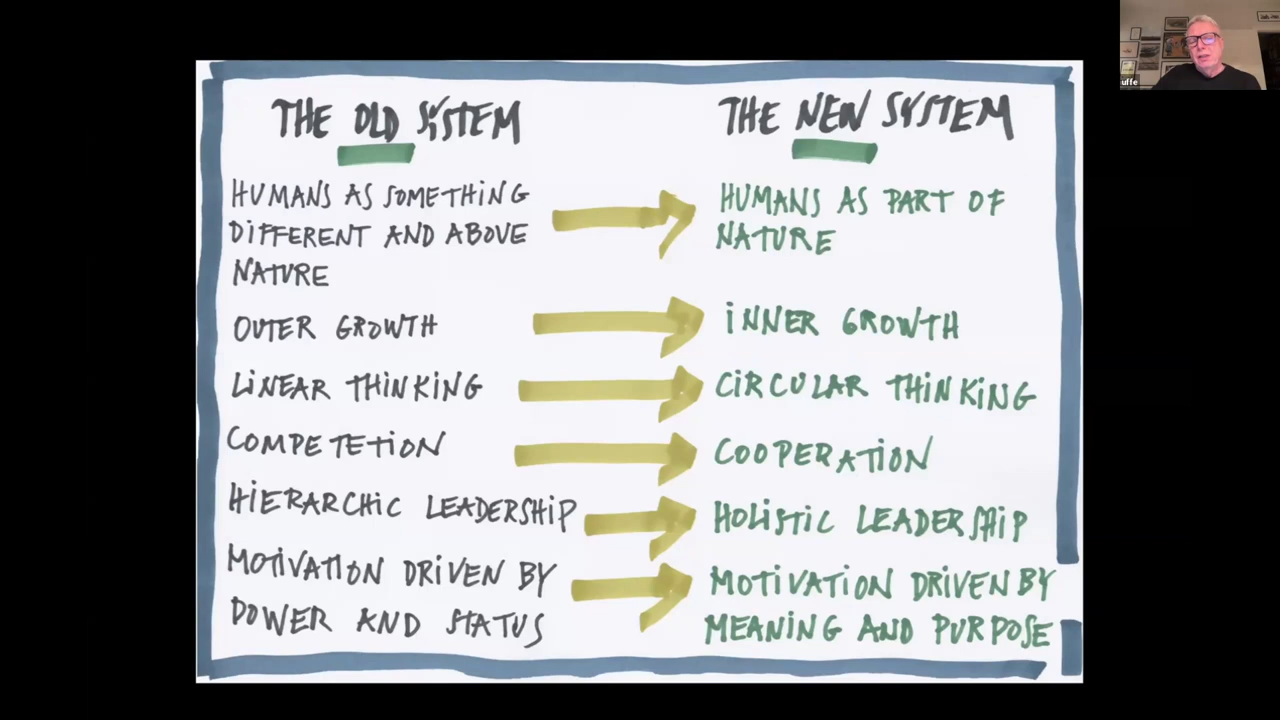 THE OLD SYSTEM
HUMANS AS SOMETHING
DIFFERENT AND ABOVE
NATURE
OUTER GROWTH
LINEAR THINKING
COMPETETION
HIERARCHIC LEADERSHIP
MOTIVATION DRIVEN BY
POWER AND STATUS
THE NEW SYSTEM
HUMANS AS PART OF
NATURE
INNER GROWTH
CIRCULAR THINKING
COOPERATION
HOLISTIC LEADERSHIP
MOTIVATION DRIVEN BY
MEANING AND PURPOSE
uffe